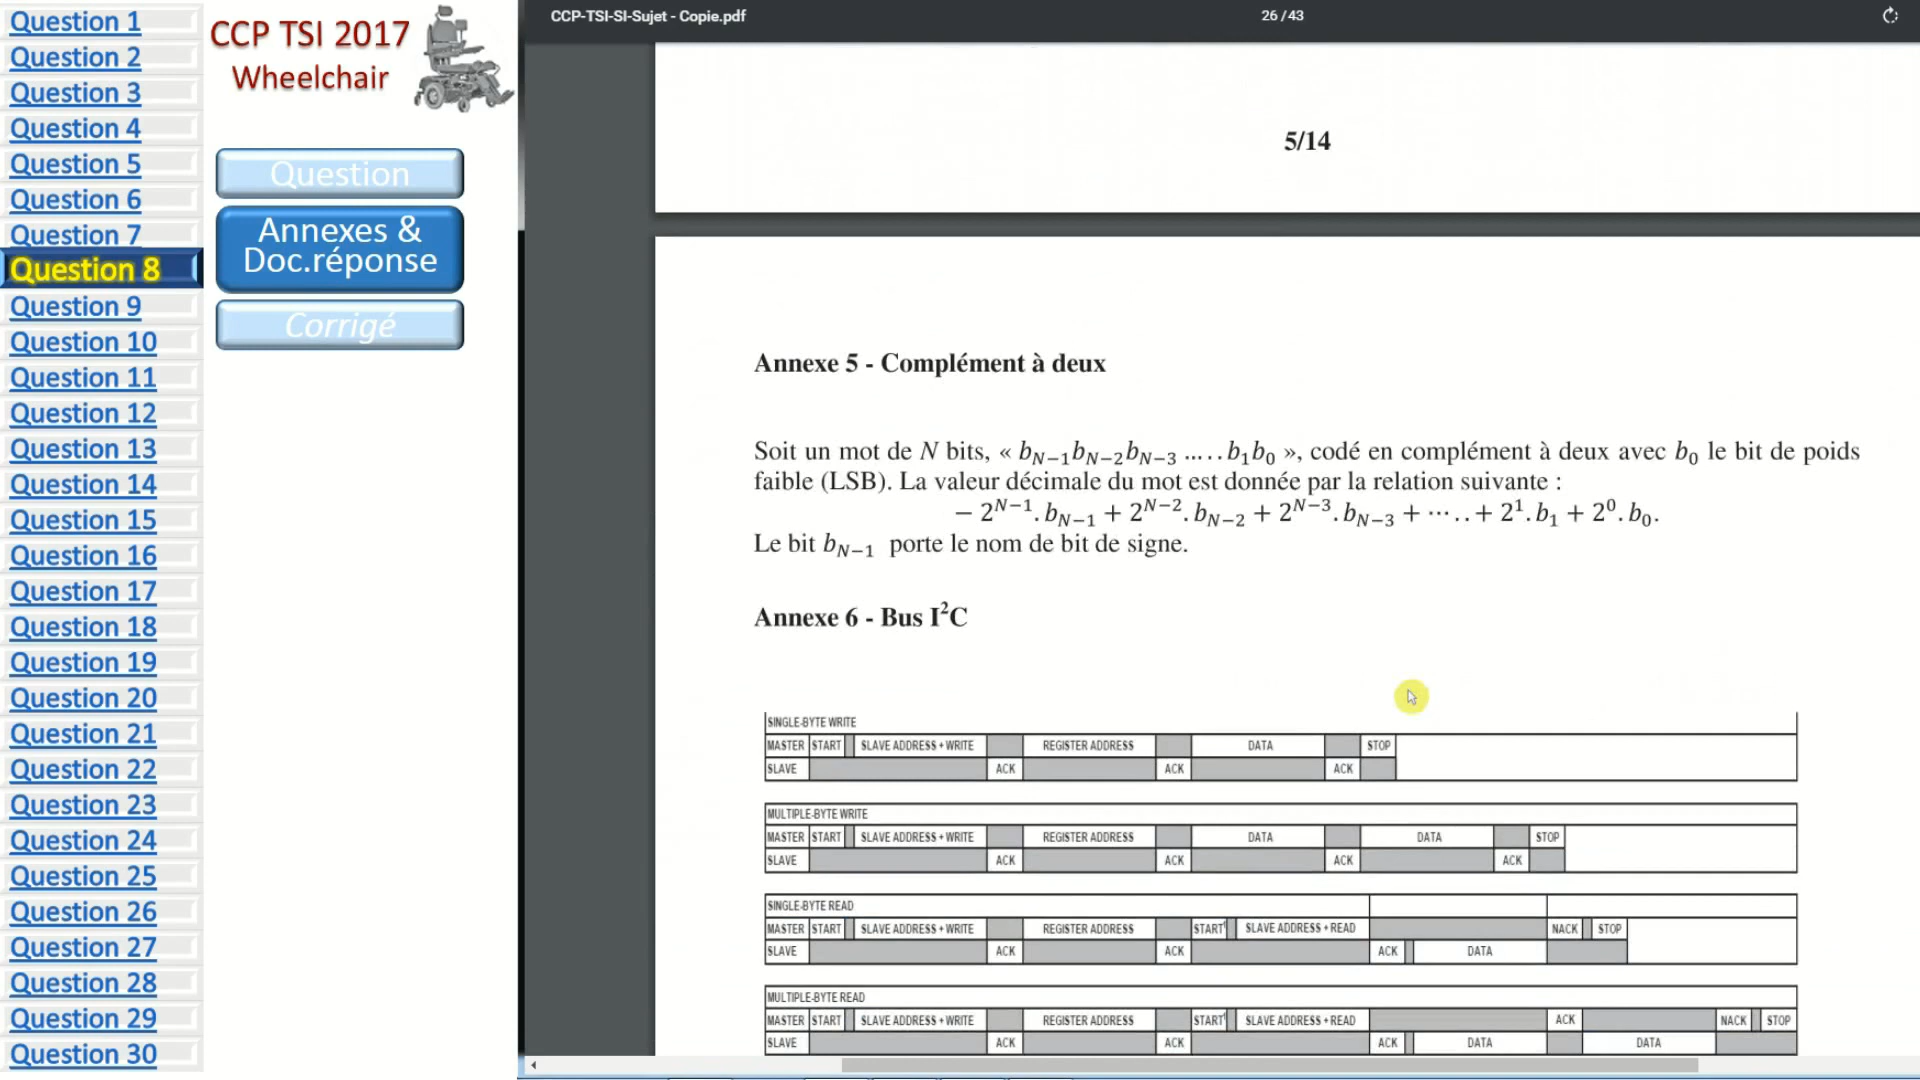 Question 1
Question 2
Question 3
Question 4
Question 5
Question 6
Question 7
Question 8
Question 9
Question 10
Question 11
Question 12
Question 13
Question 14
Question 15
Question 16
Question 17
Question 18
Question 19
Question 20
Question 21
Question 22
Question 23
Question 24
Question 25
Question 26
Question 27
Question 28
Question 29
Question 30
CCP TSI 2017
Wheelchair
Question
Annexes &
Doc.réponse
Corrigé
CCP-TSI-SI-Sujet - Copie.pdf 26 / 43
5/14
Annexe 5 - Complément à deux
Soit un mot de N bits, « b_{N−1}b_{N−2}b_{N−3} ….. b_1b_0 », codé en complément à deux avec b_0 le bit de poids
faible (LSB). La valeur décimale du mot est donnée par la relation suivante :
− 2^{N−1}. b_{N−1} + 2^{N−2}. b_{N−2} + 2^{N−3}. b_{N−3} + ⋯ . . + 2^1. b_1 + 2^0. b_0.
Le bit b_{N−1} porte le nom de bit de signe.
Annexe 6 - Bus I²C
SINGLE-BYTE WRITE
MASTER START SLAVE ADDRESS + WRITE REGISTER ADDRESS DATA STOP
SLAVE ACK ACK ACK
MULTIPLE-BYTE WRITE
MASTER START SLAVE ADDRESS + WRITE REGISTER ADDRESS DATA DATA STOP
SLAVE ACK ACK ACK ACK
SINGLE-BYTE READ
MASTER START SLAVE ADDRESS + WRITE REGISTER ADDRESS START¹ SLAVE ADDRESS + READ NACK STOP
SLAVE ACK ACK ACK DATA
MULTIPLE-BYTE READ
MASTER START SLAVE ADDRESS + WRITE REGISTER ADDRESS START¹ SLAVE ADDRESS + READ ACK NACK STOP
SLAVE ACK ACK ACK DATA DATA